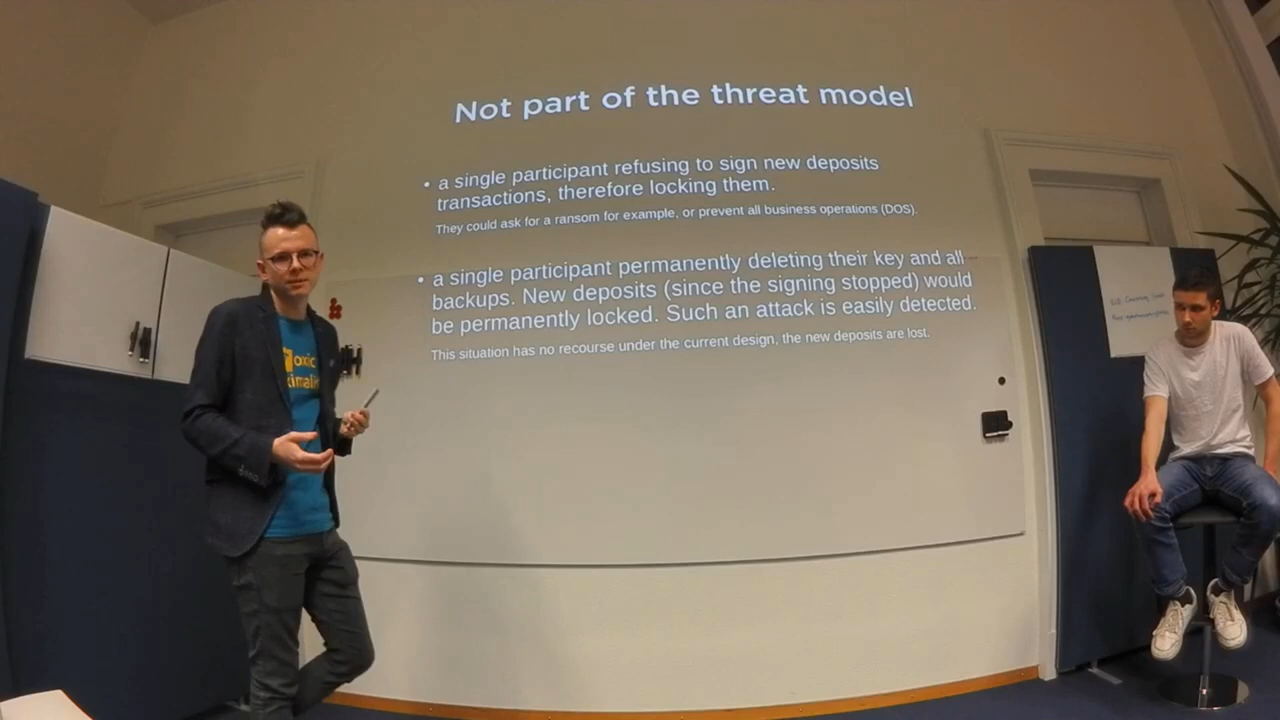 Not part of the threat model
• a single participant refusing to sign new deposits
transactions, therefore locking them.
They could ask for a ransom for example, or prevent all business operations (DOS).
• a single participant permanently deleting their key and all
backups. New deposits (since the signing stopped) would
be permanently locked. Such an attack is easily detected.
This situation has no recourse under the current design, the new deposits are lost.
oxic
ximali